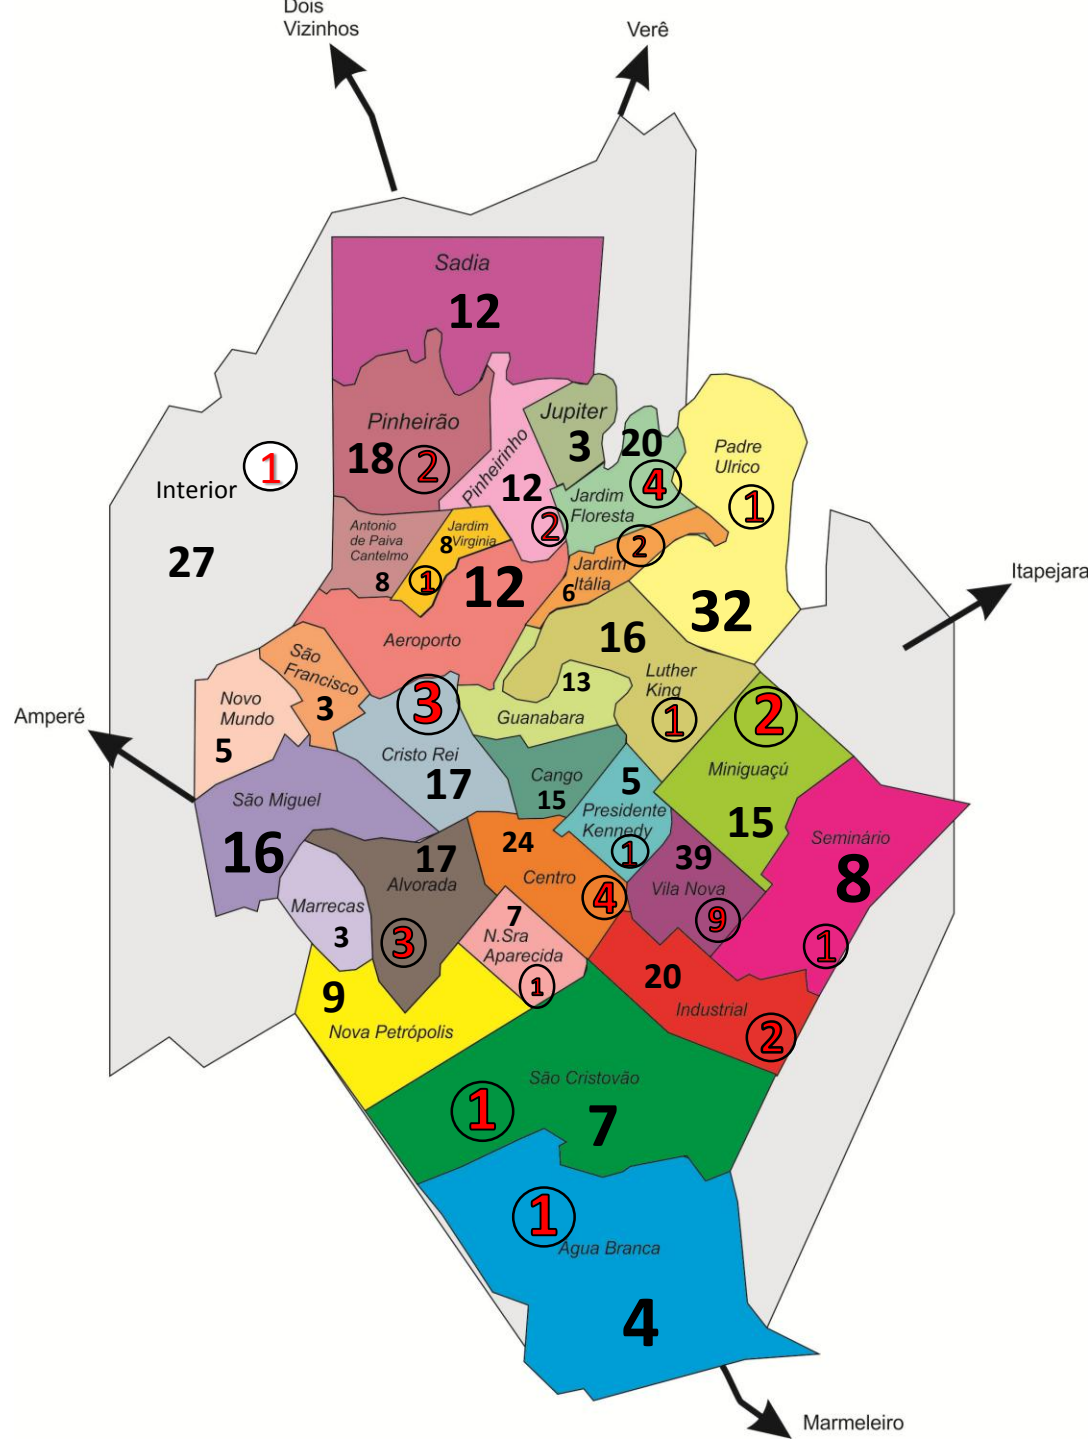 Dois
Vizinhos
Verê
Sadia
12
Pinheirão
18
2
Pinheirinho
12
2
Jupiter
3
20
4
Jardim
Floresta
Padre
Ulrico
1
32
Interior
1
27
Antonio
de Paiva
Cantelmo
8
Jardim
Virginia
8
1
12
Aeroporto
2
Jardim
Itália
6
Itapejara
16
Luther
King
1
13
Guanabara
São
Francisco
3
Novo
Mundo
5
Amperé
3
Cristo Rei
17
2
Miniguaçú
15
Cango
15
5
Presidente
Kennedy
1
São Miguel
16
Seminário
8
1
17
Alvorada
3
24
Centro
4
39
Vila Nova
9
Marrecas
3
7
N.Sra
Aparecida
1
20
Industrial
2
9
Nova Petrópolis
São Cristovão
1
7
1
Agua Branca
4
Marmeleiro